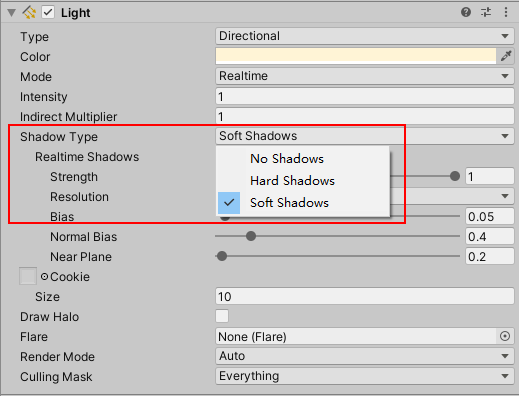 Light
Type Directional
Color
Mode Realtime
Intensity 1
Indirect Multiplier 1
Shadow Type Soft Shadows
Realtime Shadows No Shadows
Strength Hard Shadows 1
Resolution Soft Shadows
Bias 0.05
Normal Bias 0.4
Near Plane 0.2
Cookie
Size 10
Draw Halo
Flare None (Flare)
Render Mode Auto
Culling Mask Everything